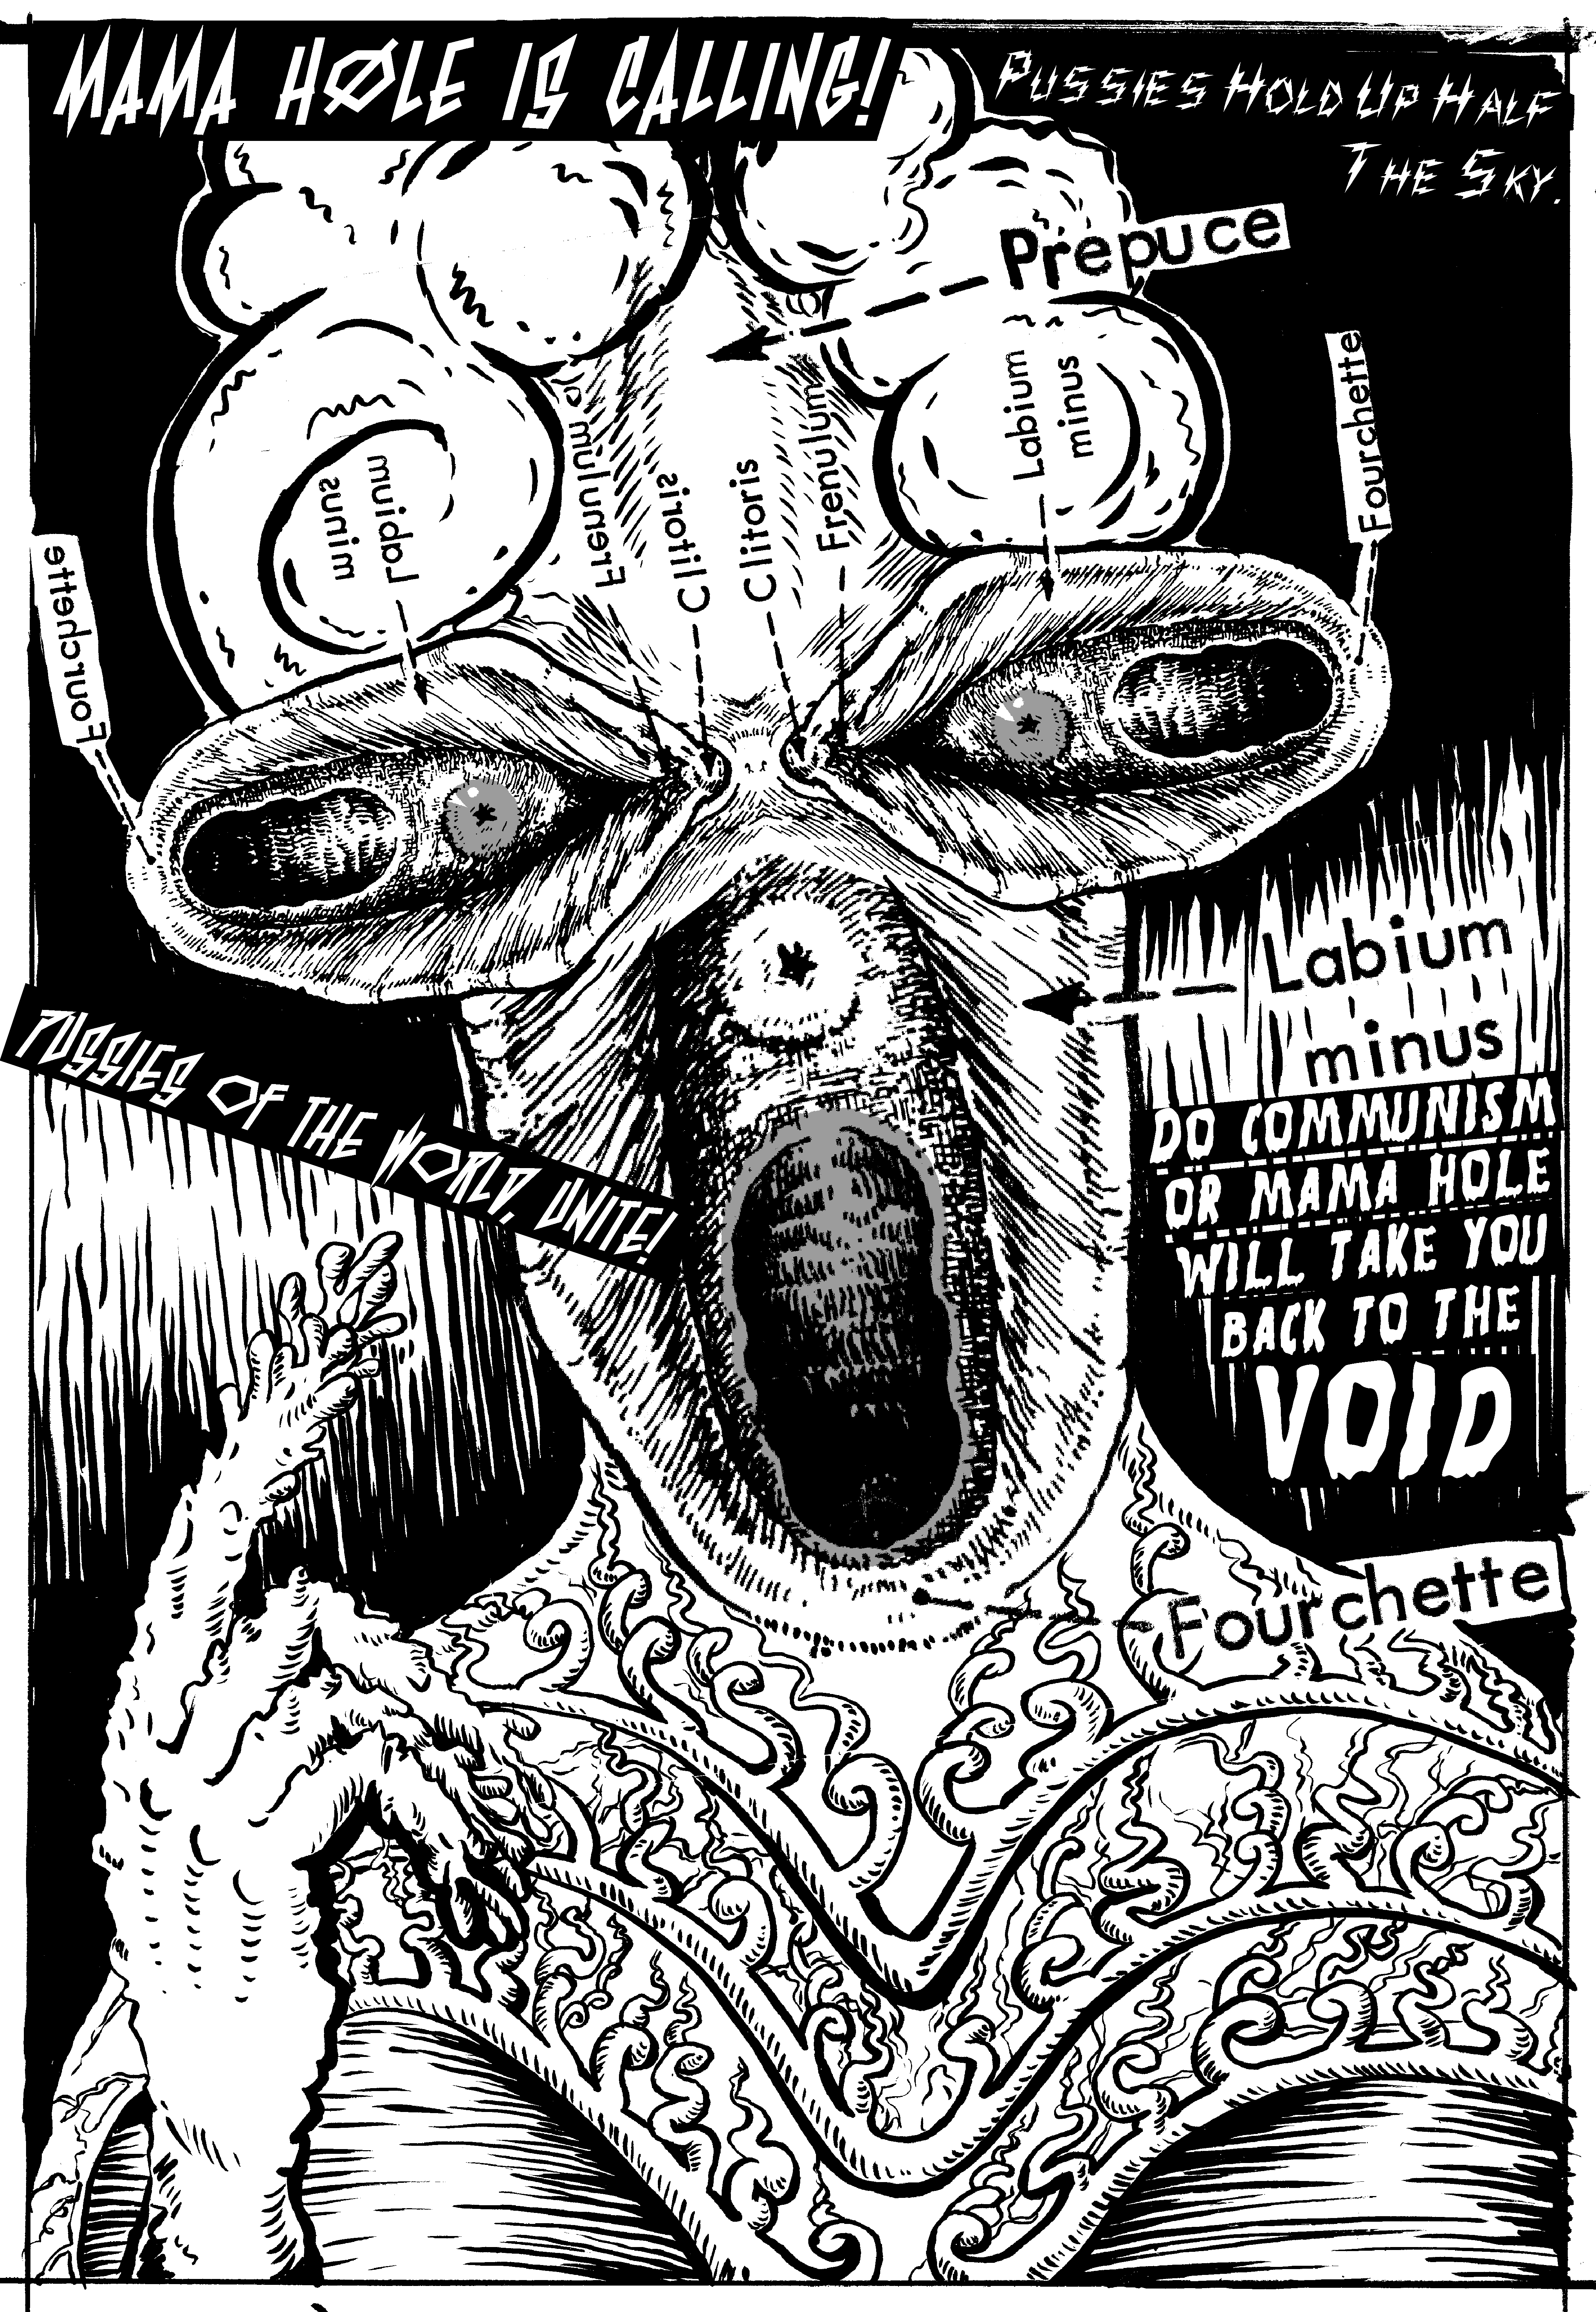 MAMA HØLE IS CALLING!
PUSSIES HOLD UP HALF
THE SKY.
Prepuce
Labium
minus
Fourchette
Frenulum
Clitoris
Clitoris
Frenulum
Labium
minus
Fourchette
Labium
minus
PUSSIES OF THE WORLD, UNITE!
DO COMMUNISM
OR MAMA HOLE
WILL TAKE YOU
BACK TO THE
VOID
Fourchette